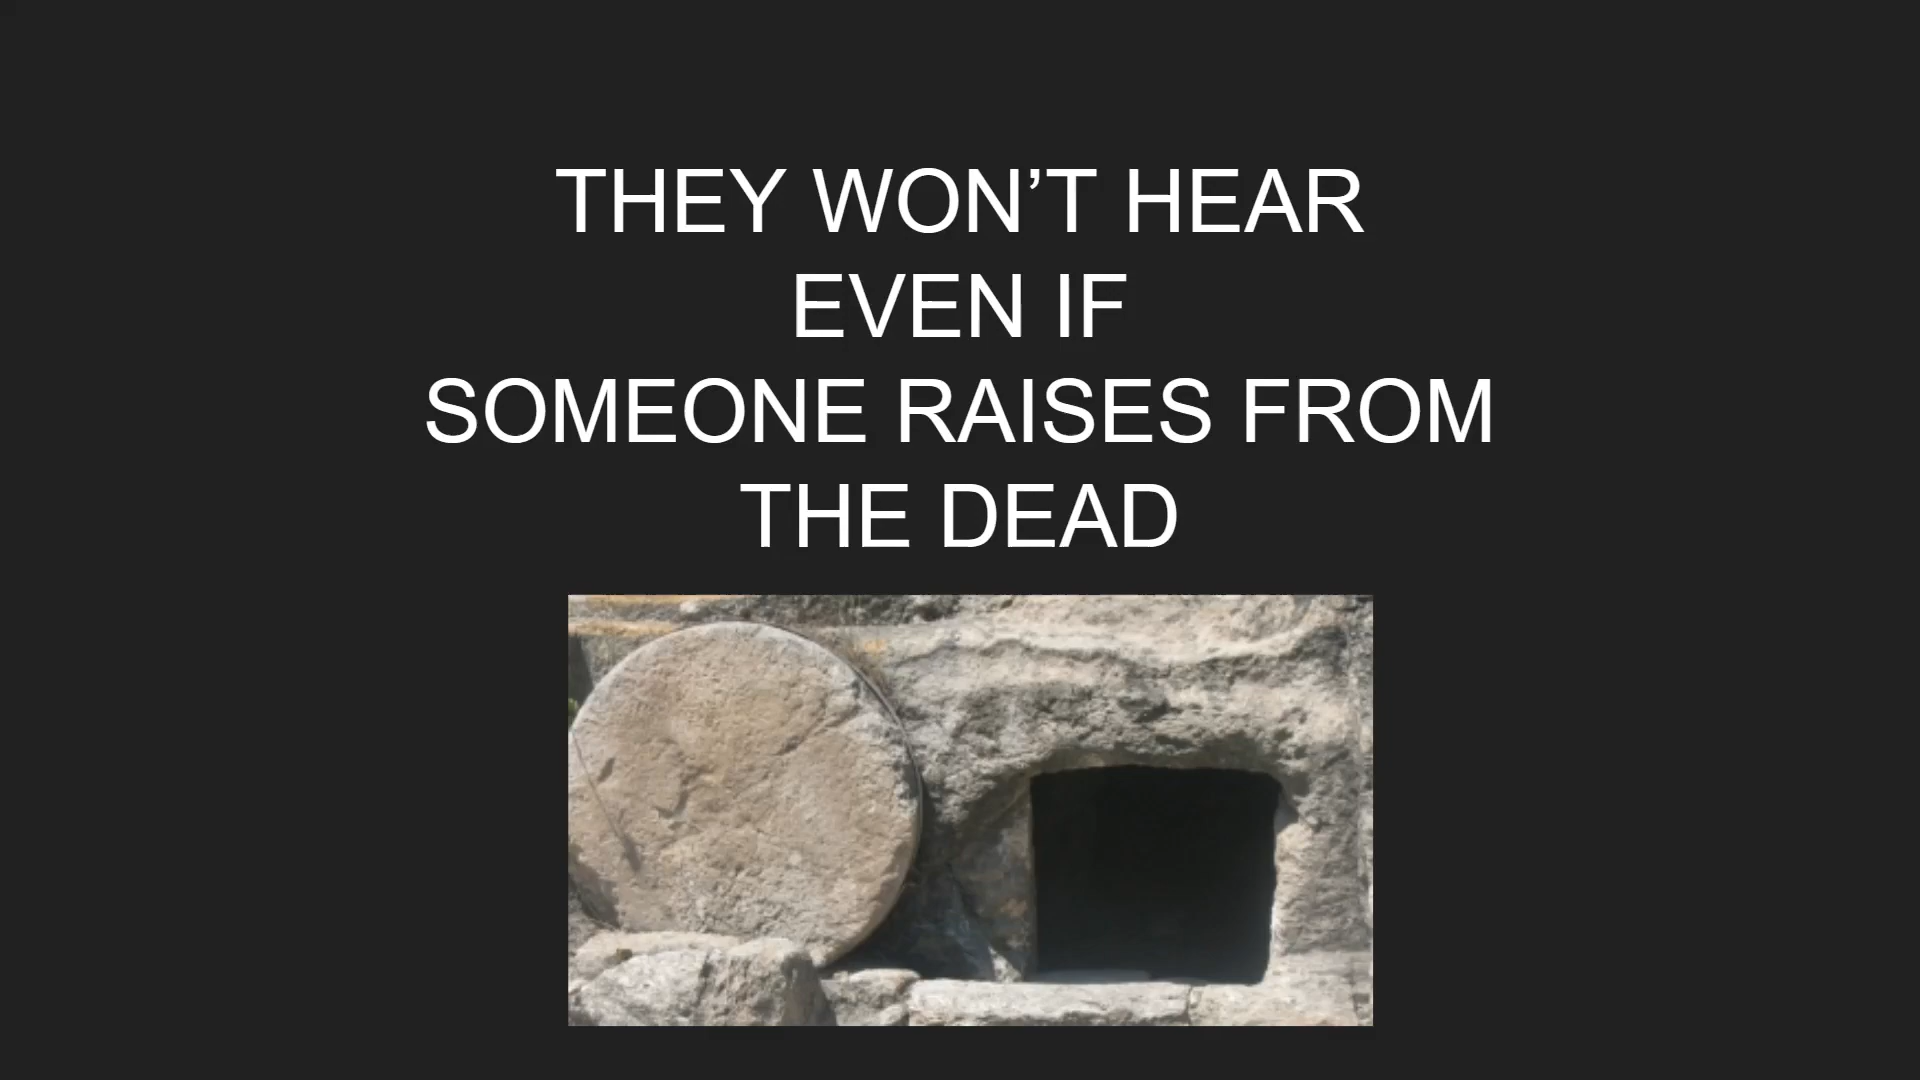 THEY WON’T HEAR
EVEN IF
SOMEONE RAISES FROM
THE DEAD